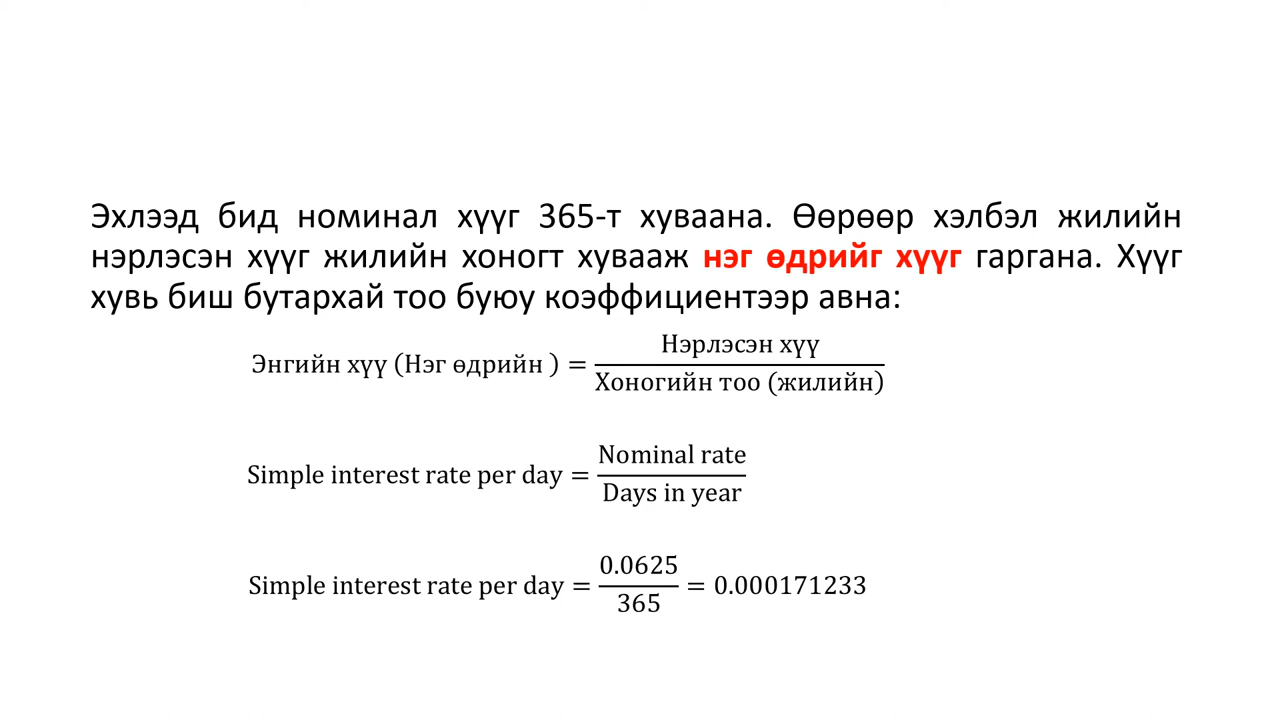 Эхлээд бид номинал хүүг 365-т хуваана. Өөрөөр хэлбэл жилийн
нэрлэсэн хүүг жилийн хоногт хувааж нэг өдрийг хүүг гаргана. Хүүг
хувь биш бутархай тоо буюу коэффициентээр авна:
Энгийн хүү (Нэг өдрийн ) = Нэрлэсэн хүү / Хоногийн тоо (жилийн)
Simple interest rate per day = Nominal rate / Days in year
Simple interest rate per day = 0.0625 / 365 = 0.000171233